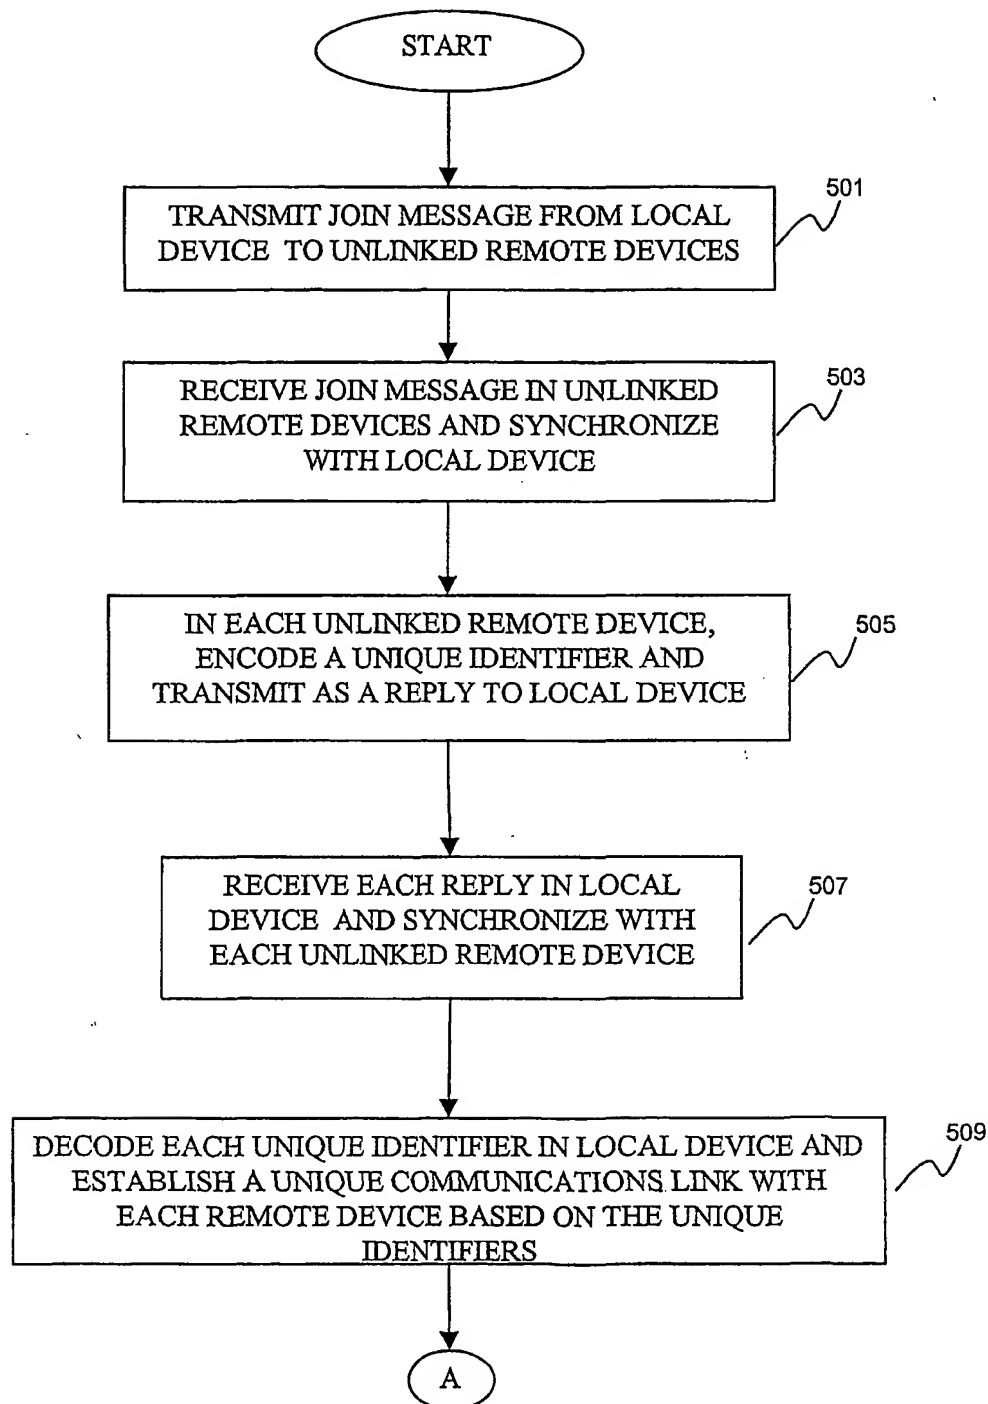 START
501
TRANSMIT JOIN MESSAGE FROM LOCAL
DEVICE TO UNLINKED REMOTE DEVICES
503
RECEIVE JOIN MESSAGE IN UNLINKED
REMOTE DEVICES AND SYNCHRONIZE
WITH LOCAL DEVICE
505
IN EACH UNLINKED REMOTE DEVICE,
ENCODE A UNIQUE IDENTIFIER AND
TRANSMIT AS A REPLY TO LOCAL DEVICE
507
RECEIVE EACH REPLY IN LOCAL
DEVICE AND SYNCHRONIZE WITH
EACH UNLINKED REMOTE DEVICE
509
DECODE EACH UNIQUE IDENTIFIER IN LOCAL DEVICE AND
ESTABLISH A UNIQUE COMMUNICATIONS LINK WITH
EACH REMOTE DEVICE BASED ON THE UNIQUE
IDENTIFIERS
A